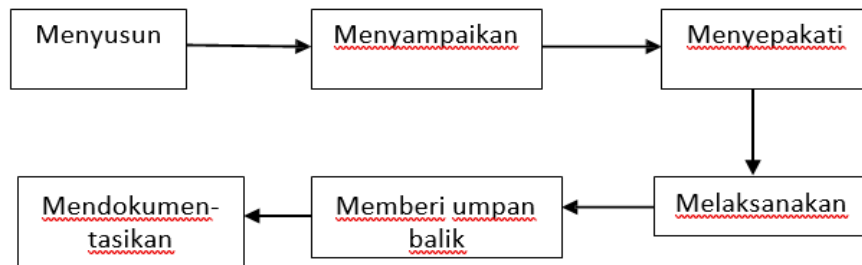 Menyusun
Menyampaikan
Menyepakati
Melaksanakan
Memberi umpan
balik
Mendokumen-
tasikan